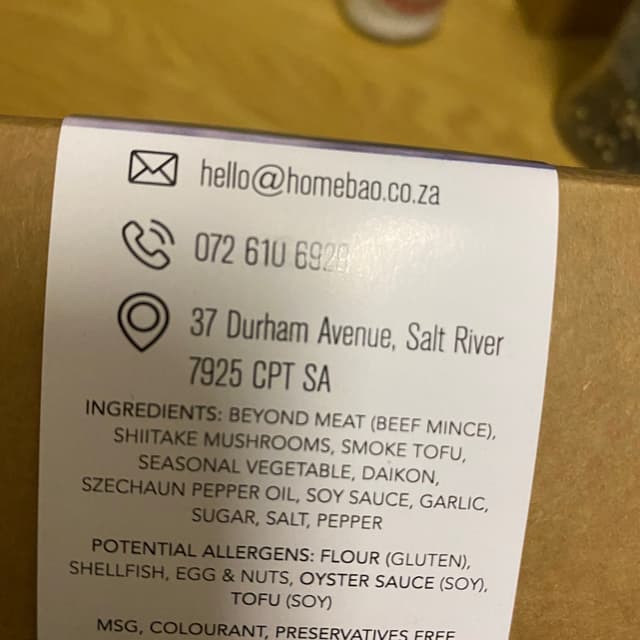 hello@homebao.co.za
072 610 6928
37 Durham Avenue, Salt River
7925 CPT SA
INGREDIENTS: BEYOND MEAT (BEEF MINCE),
SHIITAKE MUSHROOMS, SMOKE TOFU,
SEASONAL VEGETABLE, DAIKON,
SZECHAUN PEPPER OIL, SOY SAUCE, GARLIC,
SUGAR, SALT, PEPPER
POTENTIAL ALLERGENS: FLOUR (GLUTEN),
SHELLFISH, EGG & NUTS, OYSTER SAUCE (SOY),
TOFU (SOY)
MSG, COLOURANT, PRESERVATIVES FREE